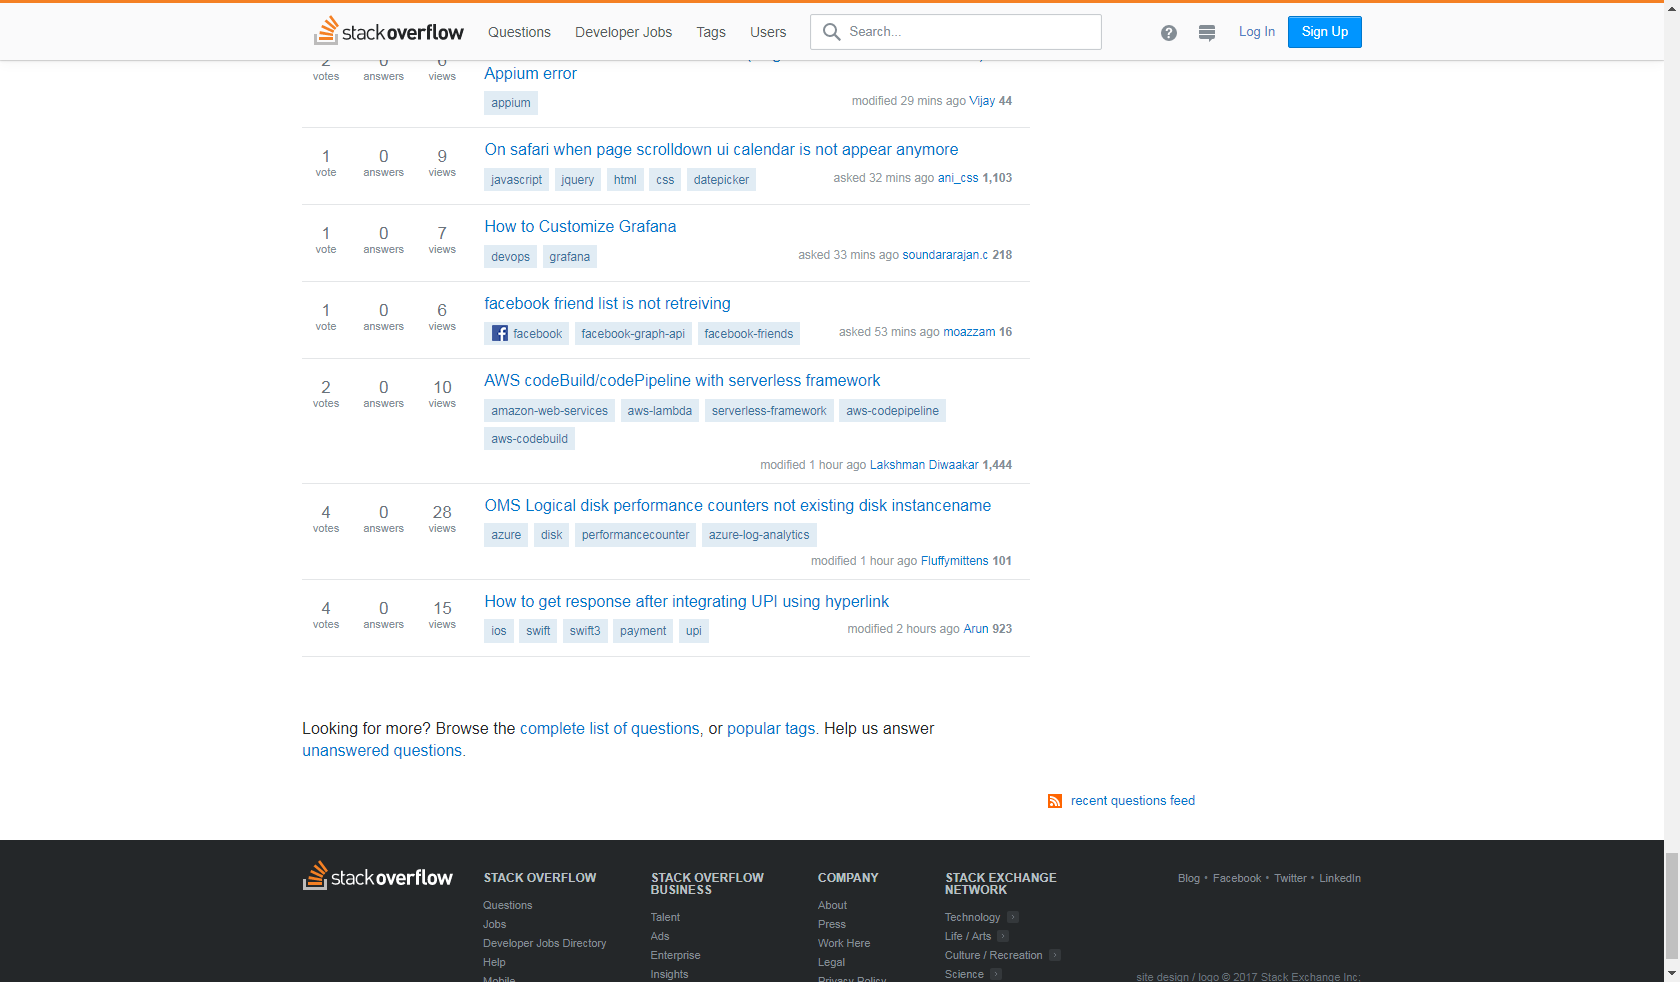 stackoverflow Questions Developer Jobs Tags Users Search... Log In Sign Up
2 0 6
votes answers views
Appium error
appium
modified 29 mins ago Vijay 44
1 0 9
vote answers views
On safari when page scrolldown ui calendar is not appear anymore
javascript jquery html css datepicker
asked 32 mins ago ani_css 1,103
1 0 7
vote answers views
How to Customize Grafana
devops grafana
asked 33 mins ago soundararajan.c 218
1 0 6
vote answers views
facebook friend list is not retreiving
facebook facebook-graph-api facebook-friends
asked 53 mins ago moazzam 16
2 0 10
votes answers views
AWS codeBuild/codePipeline with serverless framework
amazon-web-services aws-lambda serverless-framework aws-codepipeline
aws-codebuild
modified 1 hour ago Lakshman Diwaakar 1,444
4 0 28
votes answers views
OMS Logical disk performance counters not existing disk instancename
azure disk performancecounter azure-log-analytics
modified 1 hour ago Fluffymittens 101
4 0 15
votes answers views
How to get response after integrating UPI using hyperlink
ios swift swift3 payment upi
modified 2 hours ago Arun 923
Looking for more? Browse the complete list of questions, or popular tags. Help us answer
unanswered questions.
recent questions feed
stackoverflow
STACK OVERFLOW
Questions
Jobs
Developer Jobs Directory
Help
Mobile
STACK OVERFLOW
BUSINESS
Talent
Ads
Enterprise
Insights
COMPANY
About
Press
Work Here
Legal
Privacy Policy
STACK EXCHANGE
NETWORK
Technology
Life / Arts
Culture / Recreation
Science
Blog • Facebook • Twitter • LinkedIn
site design / logo © 2017 Stack Exchange Inc;